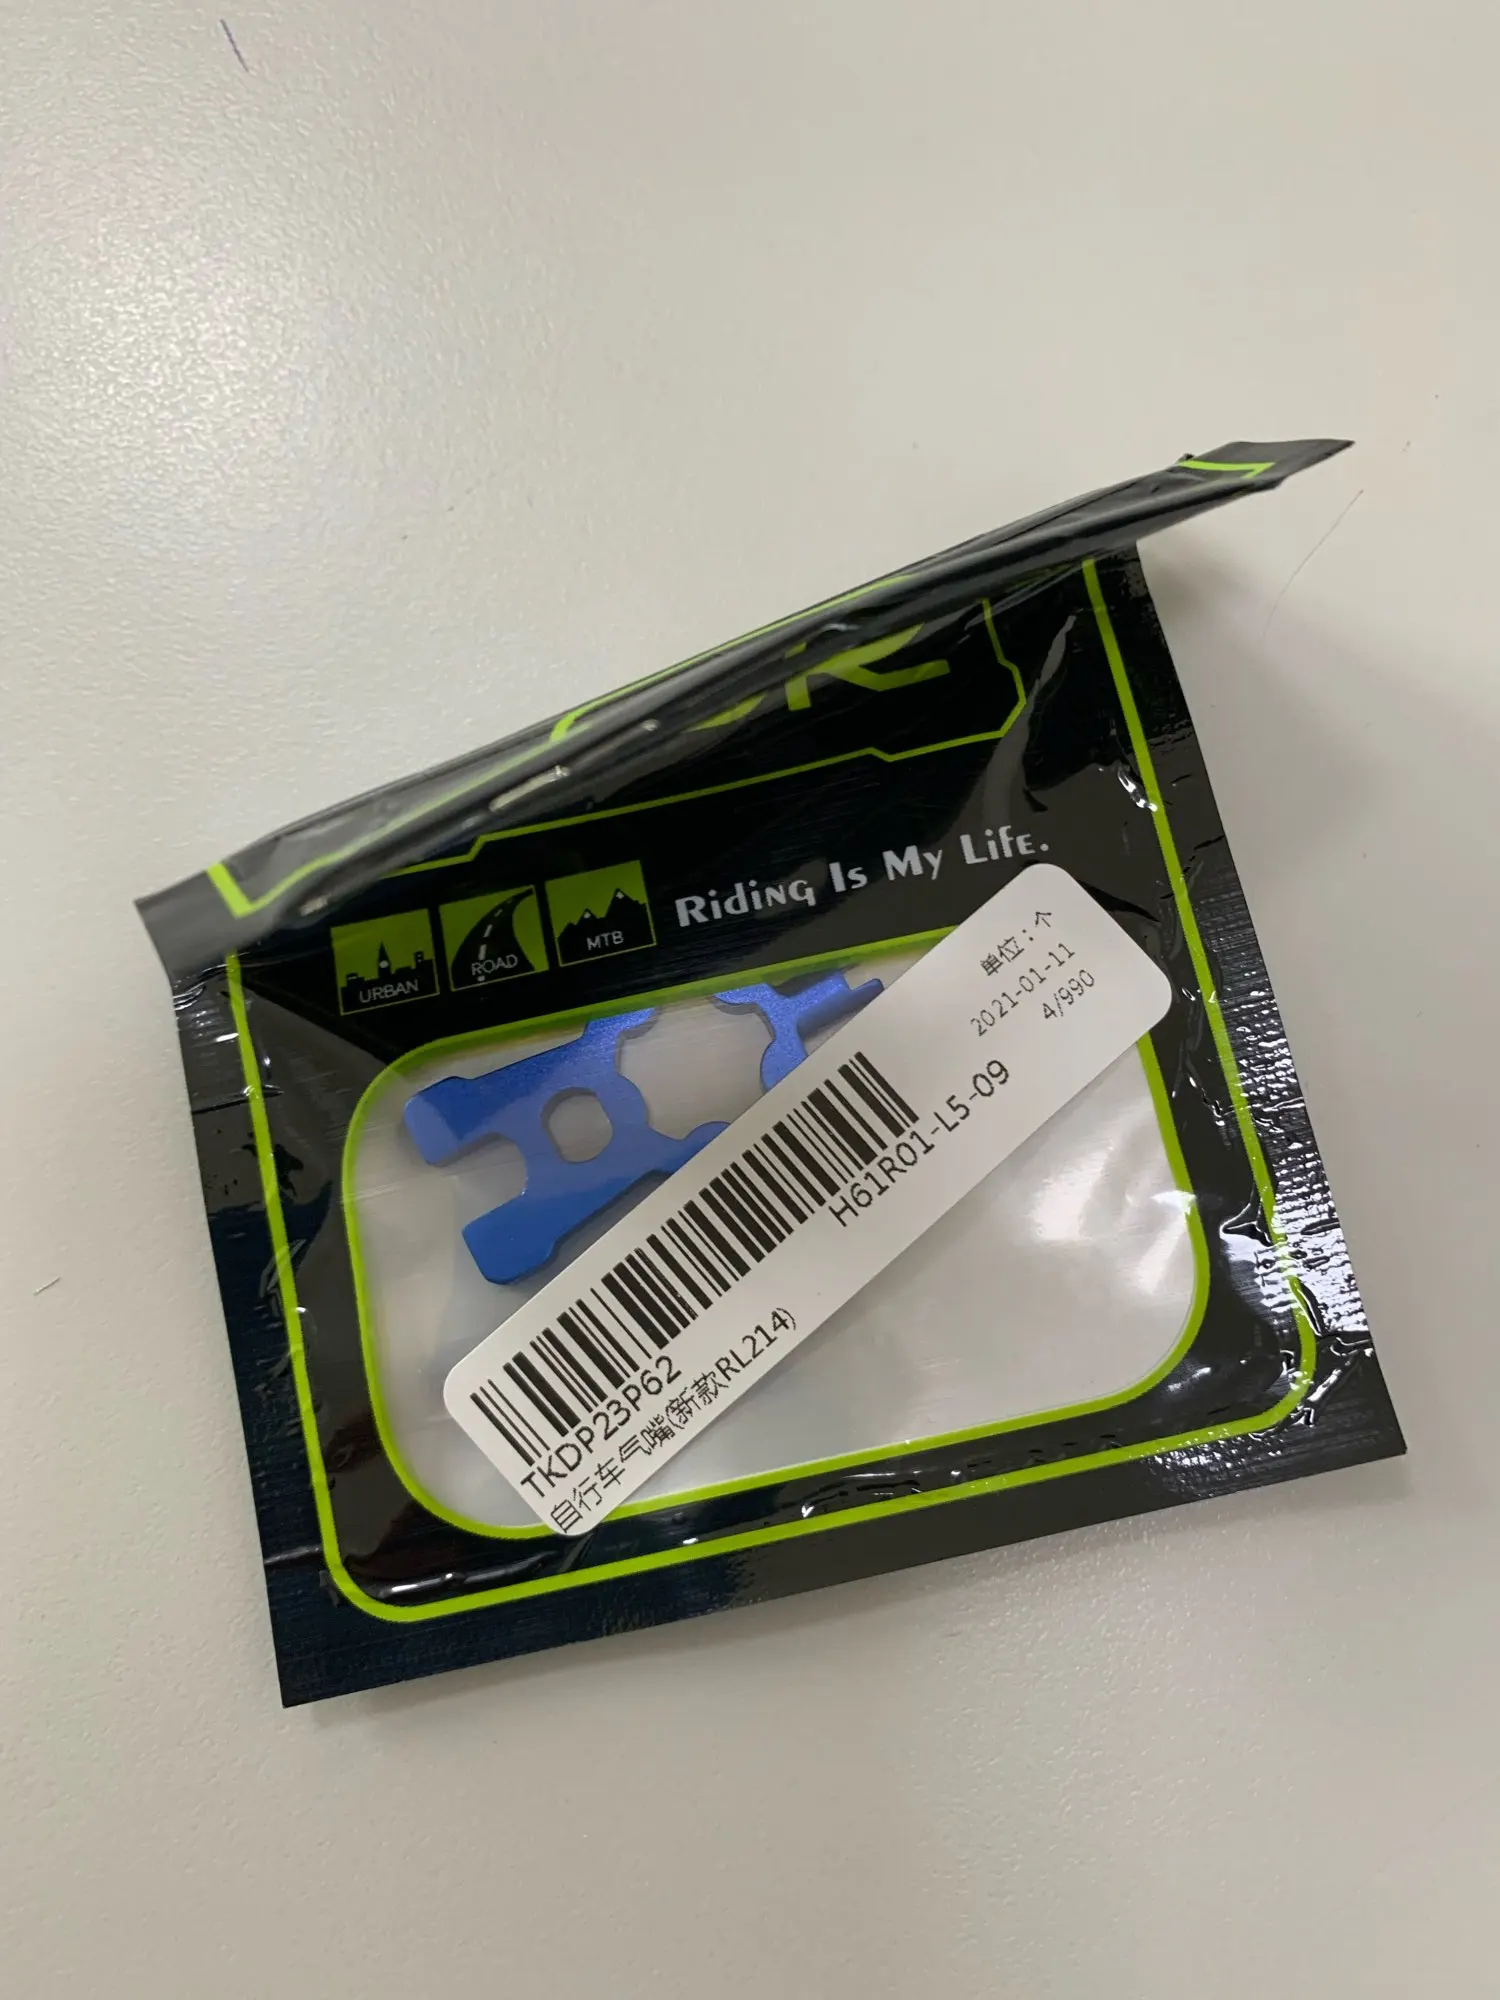 URBAN
ROAD
MTB
Riding Is My Life.
单位：个
2021-01-11
4/990
H61R01-L5-09
TKDP23P62
自行车气嘴(新款RL214)